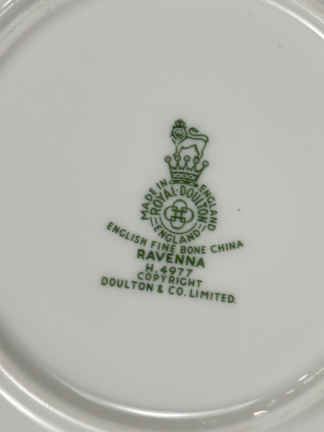 MADE IN ENGLAND
ROYAL DOULTON
ENGLAND
ENGLISH FINE BONE CHINA
RAVENNA
H.4977
COPYRIGHT
DOULTON & CO. LIMITED.